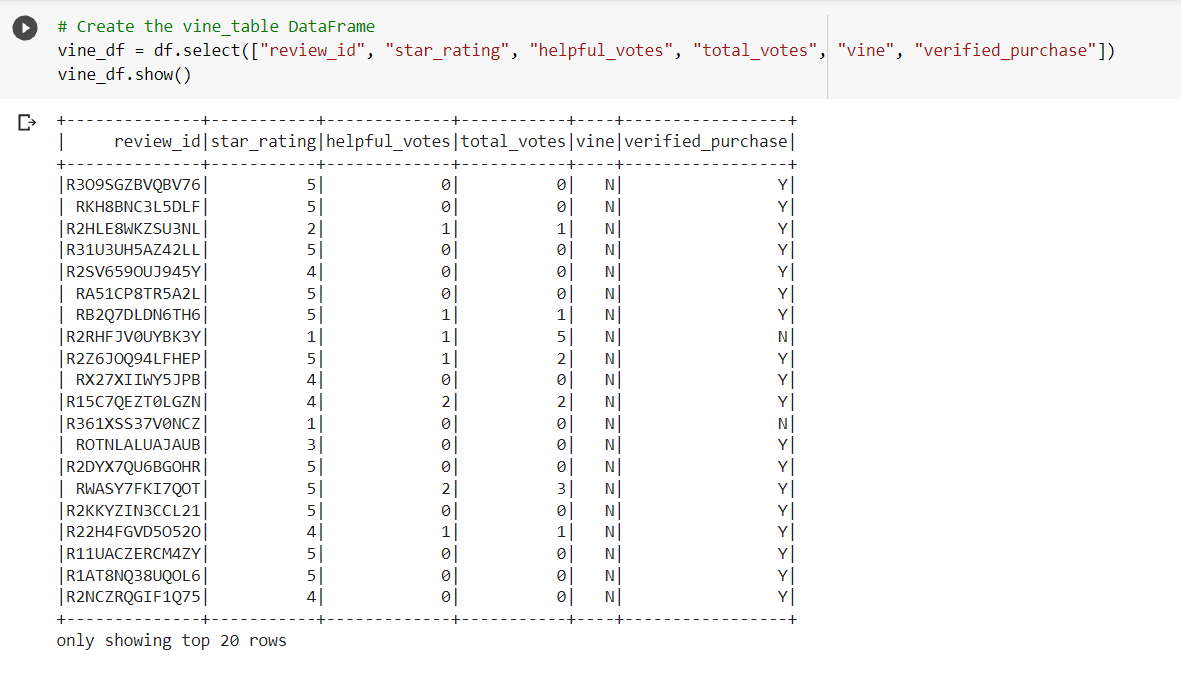 # Create the vine_table DataFrame
vine_df = df.select(["review_id", "star_rating", "helpful_votes", "total_votes", "vine", "verified_purchase"])
vine_df.show()
+--------------+-----------+-------------+-----------+----+-----------------+
|     review_id|star_rating|helpful_votes|total_votes|vine|verified_purchase|
+--------------+-----------+-------------+-----------+----+-----------------+
|R3O9SGZBVQBV76|          5|            0|          0|   N|                Y|
| RKH8BNC3L5DLF|          5|            0|          0|   N|                Y|
|R2HLE8WKZSU3NL|          2|            1|          1|   N|                Y|
|R31U3UH5AZ42LL|          5|            0|          0|   N|                Y|
|R2SV659OUJ945Y|          4|            0|          0|   N|                Y|
| RA51CP8TR5A2L|          5|            0|          0|   N|                Y|
| RB2Q7DLDN6TH6|          5|            1|          1|   N|                Y|
|R2RHFJV0UYBK3Y|          1|            1|          5|   N|                N|
|R2Z6JOQ94LFHEP|          5|            1|          2|   N|                Y|
| RX27XIIWY5JPB|          4|            0|          0|   N|                Y|
|R15C7QEZT0LGZN|          4|            2|          2|   N|                Y|
|R361XSS37V0NCZ|          1|            0|          0|   N|                N|
| ROTNLALUAJAUB|          3|            0|          0|   N|                Y|
|R2DYX7QU6BGOHR|          5|            0|          0|   N|                Y|
| RWASY7FKI7QOT|          5|            2|          3|   N|                Y|
|R2KKYZIN3CCL21|          5|            0|          0|   N|                Y|
|R22H4FGVD5O52O|          4|            1|          1|   N|                Y|
|R11UACZERCM4ZY|          5|            0|          0|   N|                Y|
|R1AT8NQ38UQOL6|          5|            0|          0|   N|                Y|
|R2NCZRQGIF1Q75|          4|            0|          0|   N|                Y|
+--------------+-----------+-------------+-----------+----+-----------------+
only showing top 20 rows